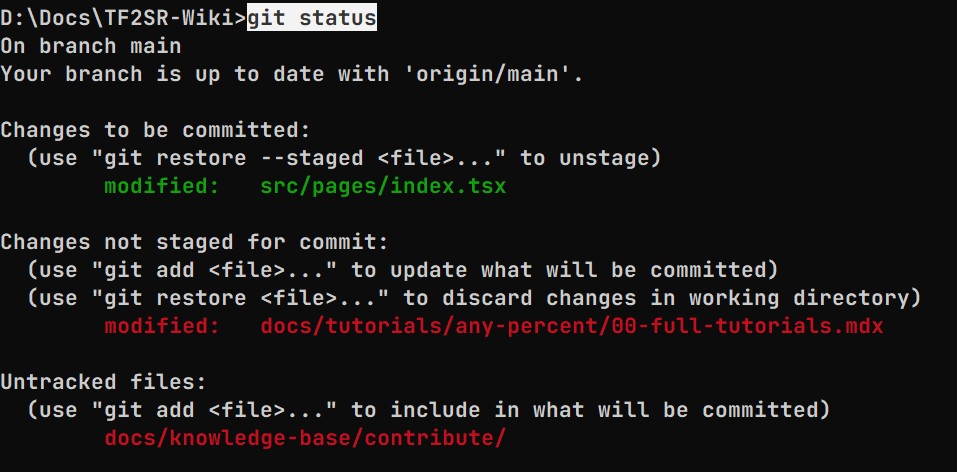 D:\Docs\TF2SR-Wiki>git status
On branch main
Your branch is up to date with 'origin/main'.

Changes to be committed:
  (use "git restore --staged <file>..." to unstage)
        modified:   src/pages/index.tsx

Changes not staged for commit:
  (use "git add <file>..." to update what will be committed)
  (use "git restore <file>..." to discard changes in working directory)
        modified:   docs/tutorials/any-percent/00-full-tutorials.mdx

Untracked files:
  (use "git add <file>..." to include in what will be committed)
        docs/knowledge-base/contribute/